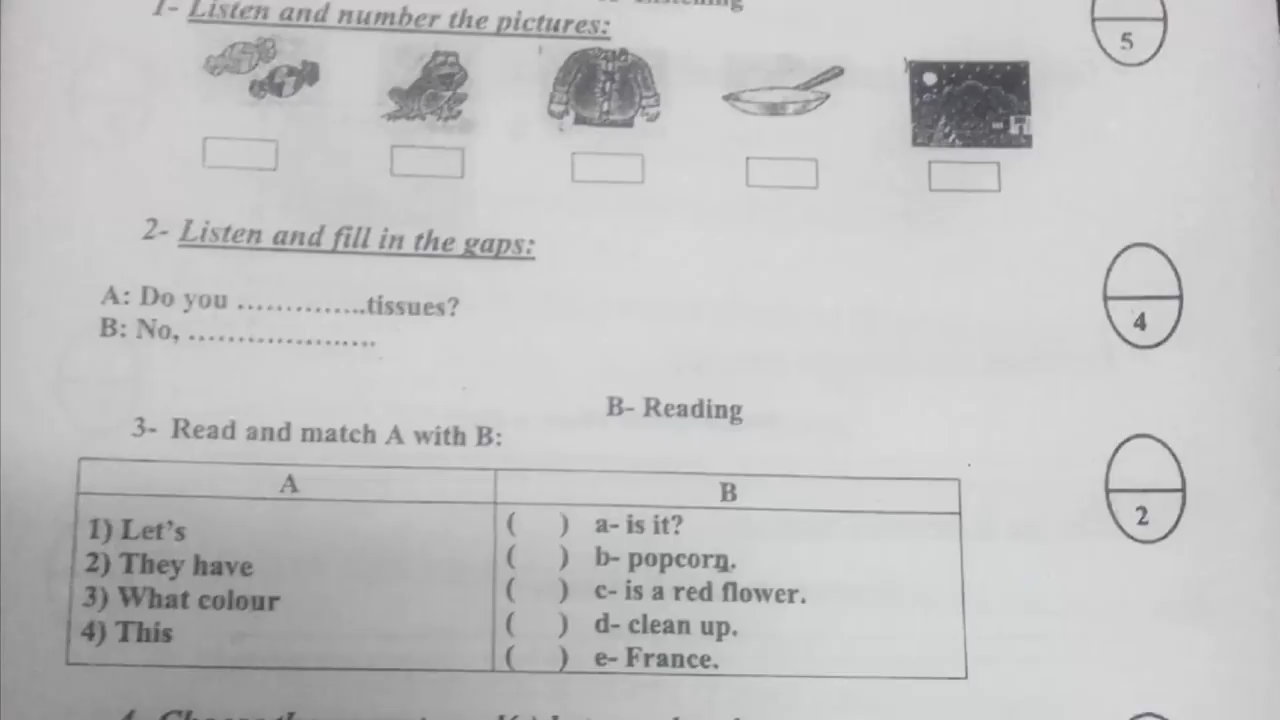 1- Listen and number the pictures:
5
2- Listen and fill in the gaps:
A: Do you ..............tissues?
B: No, ....................
4
B- Reading
3- Read and match A with B:
A
B
1) Let's
2) They have
3) What colour
4) This
( ) a- is it?
( ) b- popcorn.
( ) c- is a red flower.
( ) d- clean up.
( ) e- France.
2